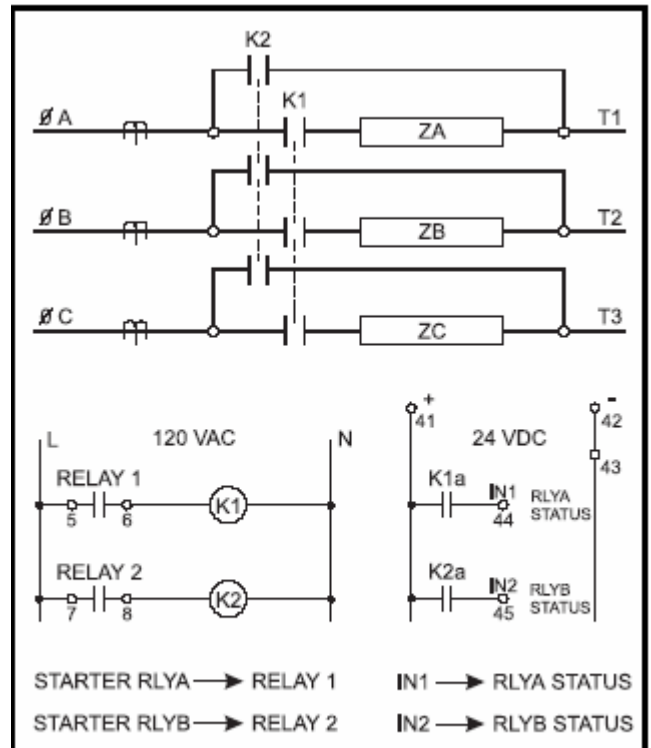 K2
K1
ØA ZA T1
ØB ZB T2
ØC ZC T3
L 120 VAC N
RELAY 1
5 6 K1
RELAY 2
7 8 K2
+ -
41 24 VDC 42
43
K1a IN1 RLYA
44 STATUS
K2a IN2 RLYB
45 STATUS
STARTER RLYA → RELAY 1 IN1 → RLYA STATUS
STARTER RLYB → RELAY 2 IN2 → RLYB STATUS